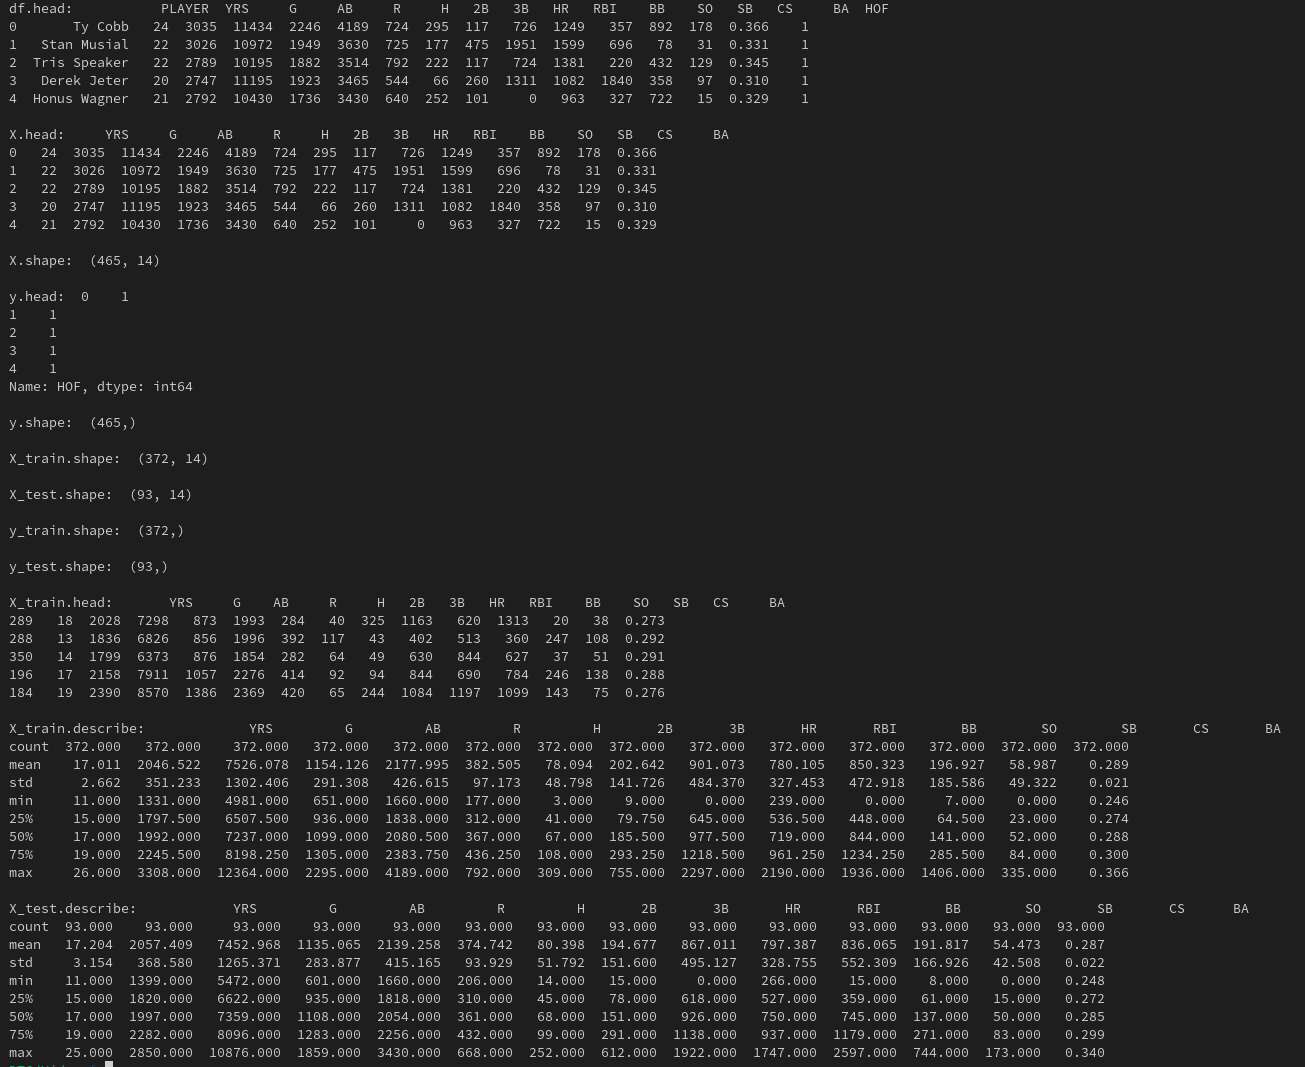 df.head:            PLAYER  YRS     G     AB     R     H   2B   3B   HR   RBI    BB    SO   SB   CS     BA  HOF
0       Ty Cobb   24  3035  11434  2246  4189  724  295  117   726  1249   357  892  178  0.366    1
1   Stan Musial   22  3026  10972  1949  3630  725  177  475  1951  1599   696   78   31  0.331    1
2  Tris Speaker   22  2789  10195  1882  3514  792  222  117   724  1381   220  432  129  0.345    1
3   Derek Jeter   20  2747  11195  1923  3465  544   66  260  1311  1082  1840  358   97  0.310    1
4  Honus Wagner   21  2792  10430  1736  3430  640  252  101     0   963   327  722   15  0.329    1
X.head:     YRS     G     AB     R     H   2B   3B   HR   RBI    BB    SO   SB   CS     BA
0   24  3035  11434  2246  4189  724  295  117   726  1249   357  892  178  0.366
1   22  3026  10972  1949  3630  725  177  475  1951  1599   696   78   31  0.331
2   22  2789  10195  1882  3514  792  222  117   724  1381   220  432  129  0.345
3   20  2747  11195  1923  3465  544   66  260  1311  1082  1840  358   97  0.310
4   21  2792  10430  1736  3430  640  252  101     0   963   327  722   15  0.329
X.shape:  (465, 14)
y.head:  0    1
1    1
2    1
3    1
4    1
Name: HOF, dtype: int64
y.shape:  (465,)
X_train.shape:  (372, 14)
X_test.shape:  (93, 14)
y_train.shape:  (372,)
y_test.shape:  (93,)
X_train.head:       YRS     G    AB     R     H   2B   3B   HR   RBI    BB    SO   SB   CS     BA
289   18  2028  7298   873  1993  284   40  325  1163   620  1313   20   38  0.273
288   13  1836  6826   856  1996  392  117   43   402   513   360  247  108  0.292
350   14  1799  6373   876  1854  282   64   49   630   844   627   37   51  0.291
196   17  2158  7911  1057  2276  414   92   94   844   690   784  246  138  0.288
184   19  2390  8570  1386  2369  420   65  244  1084  1197  1099  143   75  0.276
X_train.describe:             YRS         G         AB         R         H       2B       3B       HR       RBI        BB        SO        SB       CS       BA
count  372.000   372.000    372.000   372.000   372.000  372.000  372.000  372.000   372.000   372.000   372.000   372.000  372.000  372.000
mean    17.011  2046.522   7526.078  1154.126  2177.995  382.505   78.094  202.642   901.073   780.105   850.323   196.927   58.987    0.289
std      2.662   351.233   1302.406   291.308   426.615   97.173   48.798  141.726   484.370   327.453   472.918   185.586   49.322    0.021
min     11.000  1331.000   4981.000   651.000  1660.000  177.000    3.000    9.000     0.000   239.000     0.000     7.000    0.000    0.246
25%     15.000  1797.500   6507.500   936.000  1838.000  312.000   41.000   79.750   645.000   536.500   448.000    64.500   23.000    0.274
50%     17.000  1992.000   7237.000  1099.000  2080.500  367.000   67.000  185.500   977.500   719.000   844.000   141.000   52.000    0.288
75%     19.000  2245.500   8198.250  1305.000  2383.750  436.250  108.000  293.250  1218.500   961.250  1234.250   285.500   84.000    0.300
max     26.000  3308.000  12364.000  2295.000  4189.000  792.000  309.000  755.000  2297.000  2190.000  1936.000  1406.000  335.000    0.366
X_test.describe:            YRS         G         AB         R         H       2B       3B       HR       RBI        BB        SO       SB       CS      BA
count  93.000    93.000     93.000    93.000    93.000   93.000   93.000   93.000    93.000    93.000    93.000   93.000   93.000  93.000
mean   17.204  2057.409   7452.968  1135.065  2139.258  374.742   80.398  194.677   867.011   797.387   836.065  191.817   54.473   0.287
std     3.154   368.580   1265.371   283.877   415.165   93.929   51.792  151.600   495.127   328.755   552.309  166.926   42.508   0.022
min    11.000  1399.000   5472.000   601.000  1660.000  206.000   14.000   15.000     0.000   266.000    15.000    8.000    0.000   0.248
25%    15.000  1820.000   6622.000   935.000  1818.000  310.000   45.000   78.000   618.000   527.000   359.000   61.000   15.000   0.272
50%    17.000  1997.000   7359.000  1108.000  2054.000  361.000   68.000  151.000   926.000   750.000   745.000  137.000   50.000   0.285
75%    19.000  2282.000   8096.000  1283.000  2256.000  432.000   99.000  291.000  1138.000   937.000  1179.000  271.000   83.000   0.299
max    25.000  2850.000  10876.000  1859.000  3430.000  668.000  252.000  612.000  1922.000  1747.000  2597.000  744.000  173.000   0.340